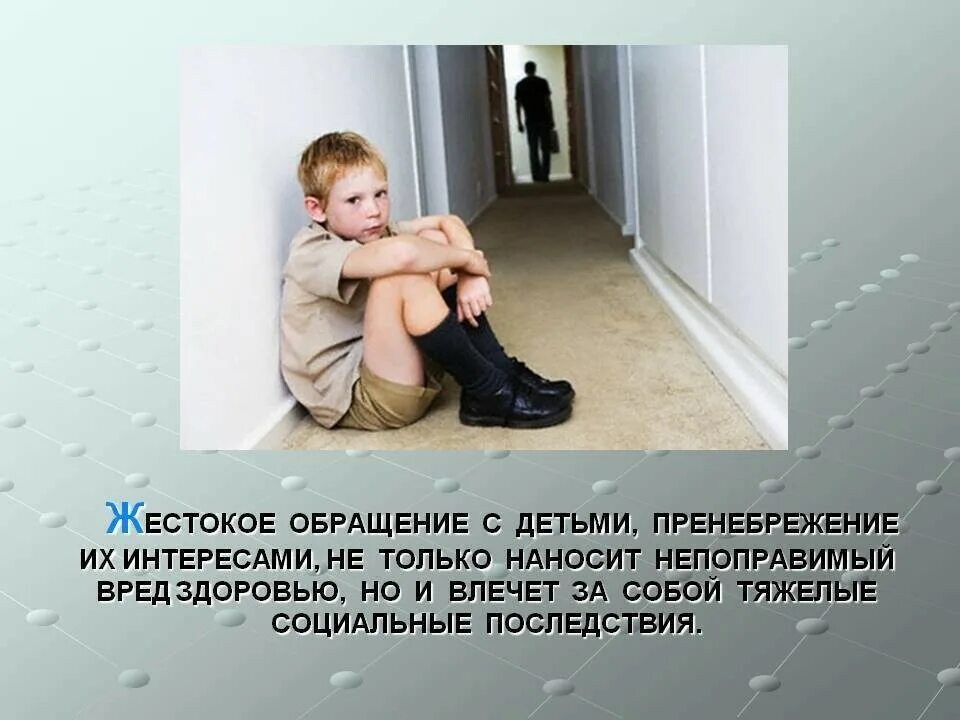 ЖЕСТОКОЕ ОБРАЩЕНИЕ С ДЕТЬМИ, ПРЕНЕБРЕЖЕНИЕ
ИХ ИНТЕРЕСАМИ, НЕ ТОЛЬКО НАНОСИТ НЕПОПРАВИМЫЙ
ВРЕД ЗДОРОВЬЮ, НО И ВЛЕЧЕТ ЗА СОБОЙ ТЯЖЕЛЫЕ
СОЦИАЛЬНЫЕ ПОСЛЕДСТВИЯ.